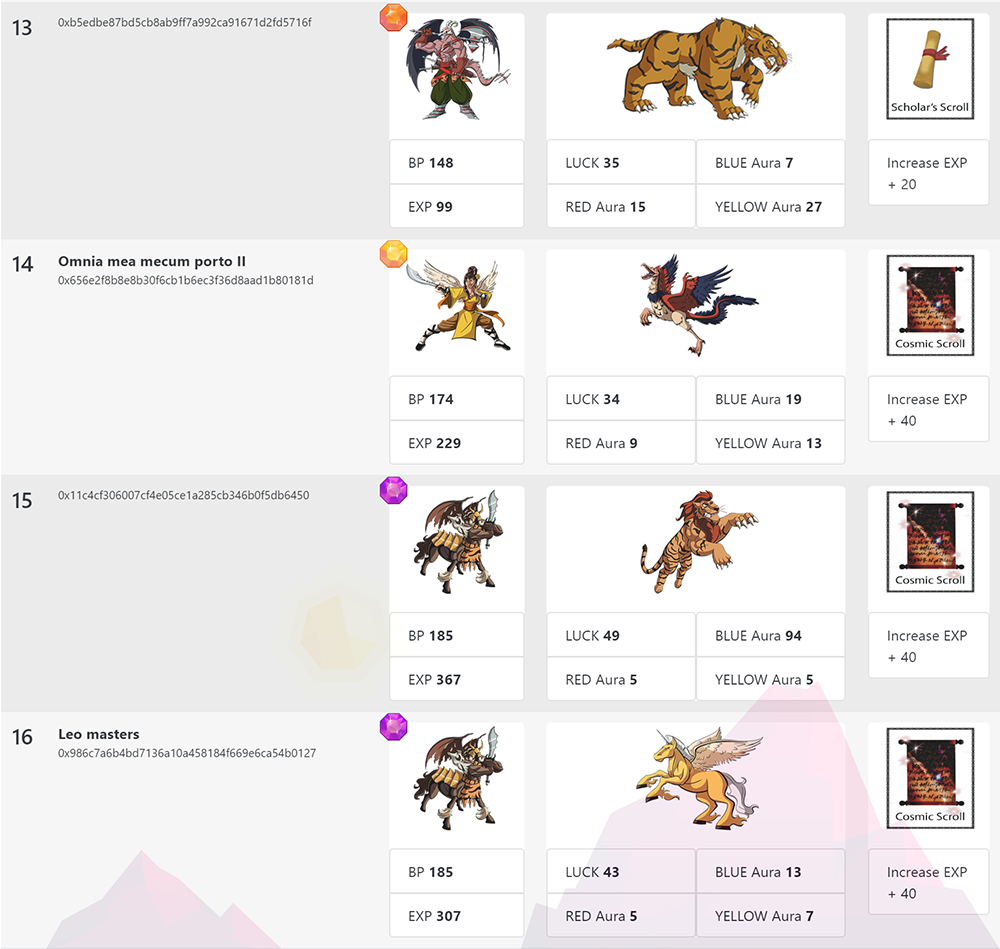 13
0xb5edbe87bd5cb8ab9ff7a992ca91671d2fd5716f
Scholar's Scroll
BP 148
LUCK 35
BLUE Aura 7
Increase EXP
+ 20
EXP 99
RED Aura 15
YELLOW Aura 27
14
Omnia mea mecum porto II
0x656e2f8b8e8b30f6cb1b6ec3f36d8aad1b80181d
Cosmic Scroll
BP 174
LUCK 34
BLUE Aura 19
Increase EXP
+ 40
EXP 229
RED Aura 9
YELLOW Aura 13
15
0x11c4cf306007cf4e05ce1a285cb346b0f5db6450
Cosmic Scroll
BP 185
LUCK 49
BLUE Aura 94
Increase EXP
+ 40
EXP 367
RED Aura 5
YELLOW Aura 5
16
Leo masters
0x986c7a6b4bd7136a10a458184f669e6ca54b0127
Cosmic Scroll
BP 185
LUCK 43
BLUE Aura 13
Increase EXP
+ 40
EXP 307
RED Aura 5
YELLOW Aura 7